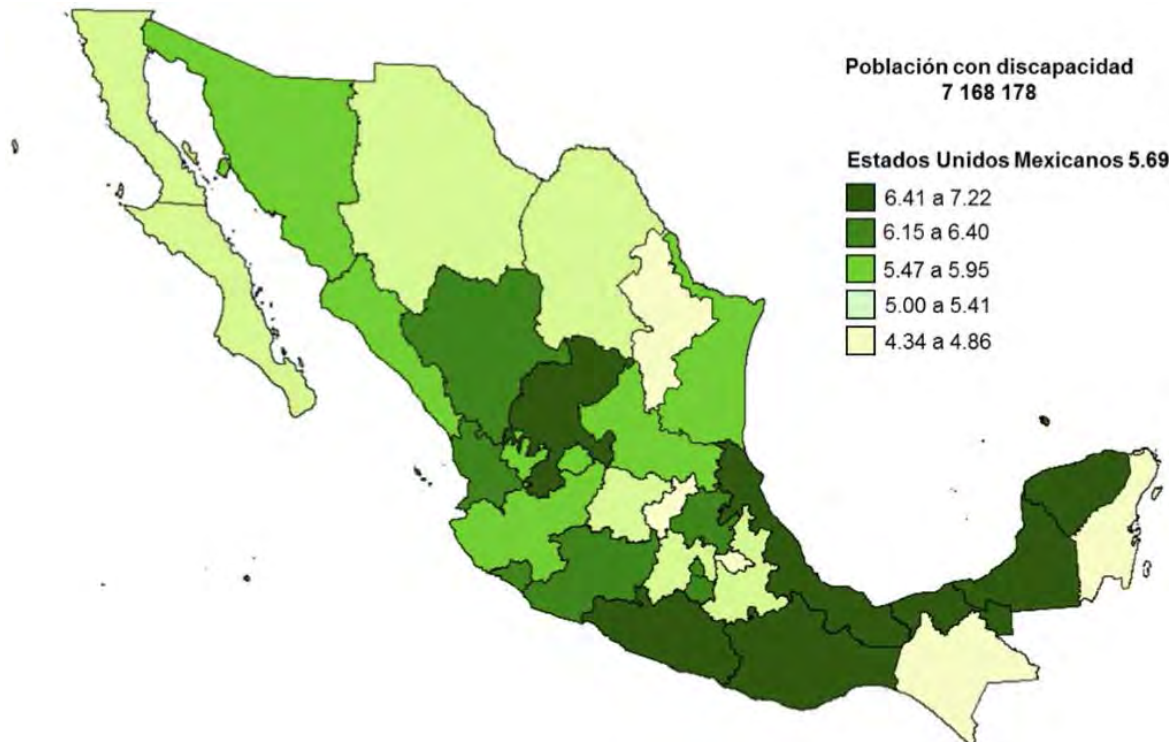 Población con discapacidad
7 168 178
Estados Unidos Mexicanos 5.69
6.41 a 7.22
6.15 a 6.40
5.47 a 5.95
5.00 a 5.41
4.34 a 4.86